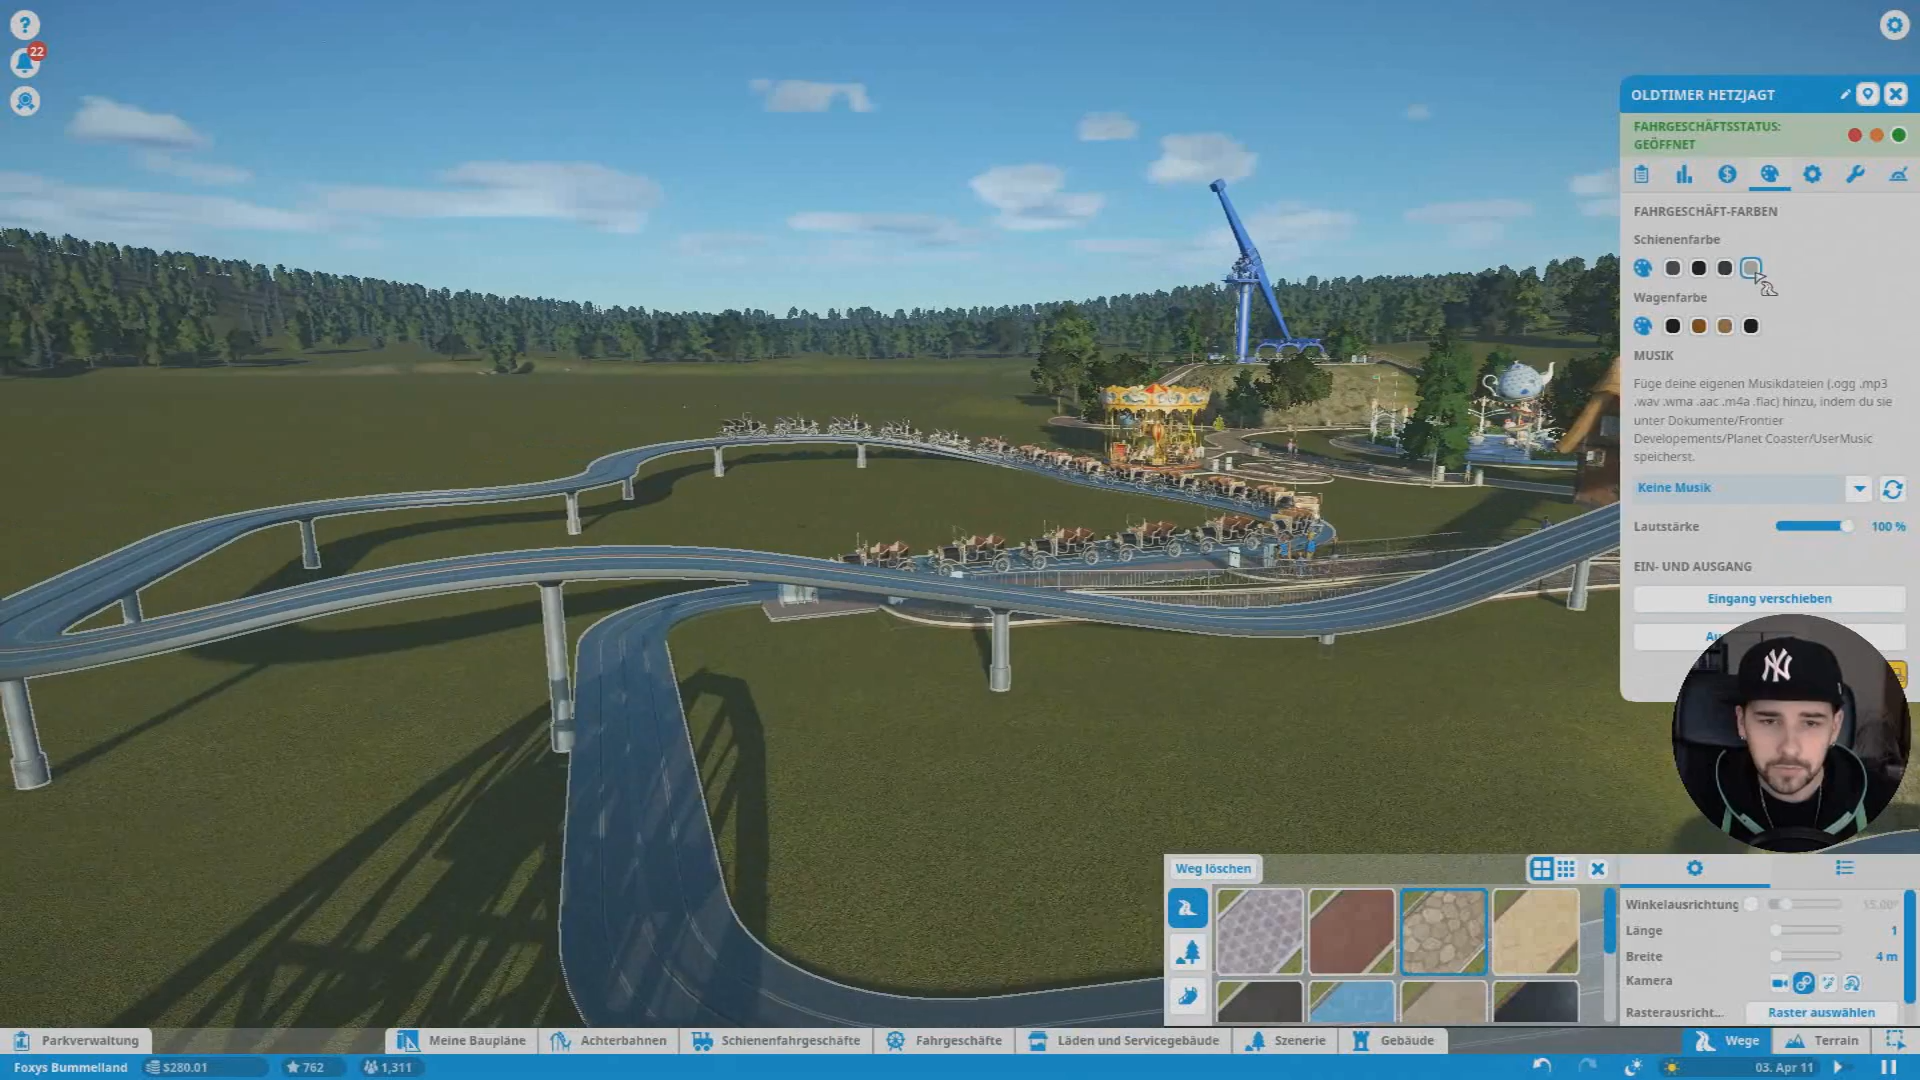 ?
22
OLDTIMER HETZJAGT
FAHRGESCHÄFTSSTATUS:
GEÖFFNET
FAHRGESCHÄFT-FARBEN
Schienenfarbe
Wagenfarbe
MUSIK
Füge deine eigenen Musikdateien (.ogg .mp3
.wav .wma .aac .m4a .flac) hinzu, indem du sie
unter Dokumente/Frontier
Developements/Planet Coaster/UserMusic
speicherst.
Keine Musik
Lautstärke 100 %
EIN- UND AUSGANG
Eingang verschieben
Au
NY
Weg löschen
Winkelausrichtung 15.00°
Länge 1
Breite 4 m
Kamera
Rasterausricht... Raster auswählen
Parkverwaltung Meine Baupläne Achterbahnen Schienenfahrgeschäfte Fahrgeschäfte Läden und Servicegebäude Szenerie Gebäude Wege Terrain
Foxys Bummelland $280.01 762 1,311 03. Apr 11